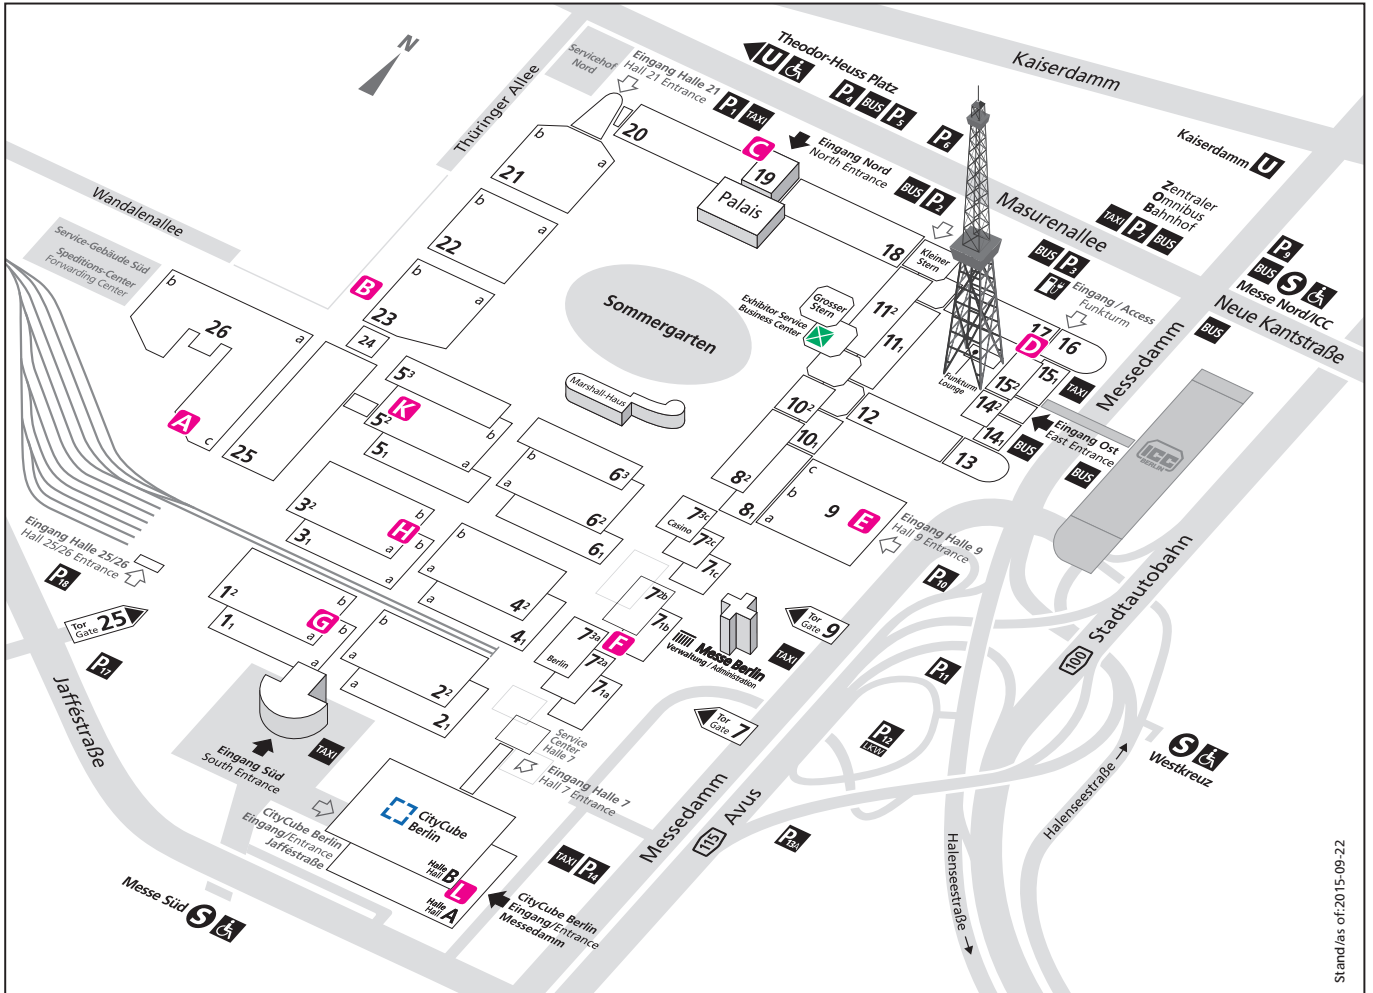 N
Servicehof
Nord
Eingang Halle 21
Hall 21 Entrance
P1 TAXI
Theodor-Heuss Platz
U
P4 BUS P5
P6
Kaiserdamm
Kaiserdamm U
Thüringer Allee
Wandalenallee
Service-Gebäude Süd
Speditions-Center
Forwarding Center
Eingang Nord
North Entrance
BUS P2
Masurenallee
Zentraler
Omnibus
Bahnhof
TAXI P7 BUS
BUS P3
Eingang/Access
Funkturm
P9
BUS S
Messe Nord/ICC
Neue Kantstraße
BUS
Messedamm
20
C
19
Palais
18
Kleiner
Stern
b
a
21
b
a
22
b
a
23
B
24
b
26
a
A
c
25
Sommergarten
Marshall-Haus
Exhibitor Service
Business Center
Grosser
Stern
11²
11₁
17
D
16
15²
15₁
TAXI
14²
14₁
Funkturm
Lounge
Eingang Ost
East Entrance
BUS
BUS
ICC
BERLIN
12
13
10²
10₁
8²
8₁
c
b
9
a
E
Eingang Halle 9
Hall 9 Entrance
P10
5³
K
5²
b
5₁
a
3²
b
H
3₁
a
b
a
b
6³
a
6²
6₁
b
a
4²
a
4₁
7³ᶜ
Casino
7²ᶜ
7₁c
7²ᵇ
7₁b
7³ᵃ
F
Berlin
7²ᵃ
7₁a
Messe Berlin
Verwaltung / Administration
TAXI
Tor
Gate 9
Tor
Gate 7
Eingang Halle 25/26
Hall 25/26 Entrance
P18
Tor
Gate 25
P17
1²
b
G
1₁
a
b
a
b
a
2²
a
2₁
Eingang Süd
South Entrance
TAXI
Service
Center
Halle 7
Eingang Halle 7
Hall 7 Entrance
CityCube
Berlin
CityCube Berlin
Eingang/Entrance
Jafféstraße
Halle
Hall B
L
Halle
Hall A
TAXI P14
CityCube Berlin
Eingang/Entrance
Messedamm
Messe Süd S
Jafféstraße
Messedamm
115 Avus
P13A
P12
LKW
P11
100 Stadtautobahn
S
Westkreuz
Halenseestraße
Halenseestraße
Stand/as of:2015-09-22